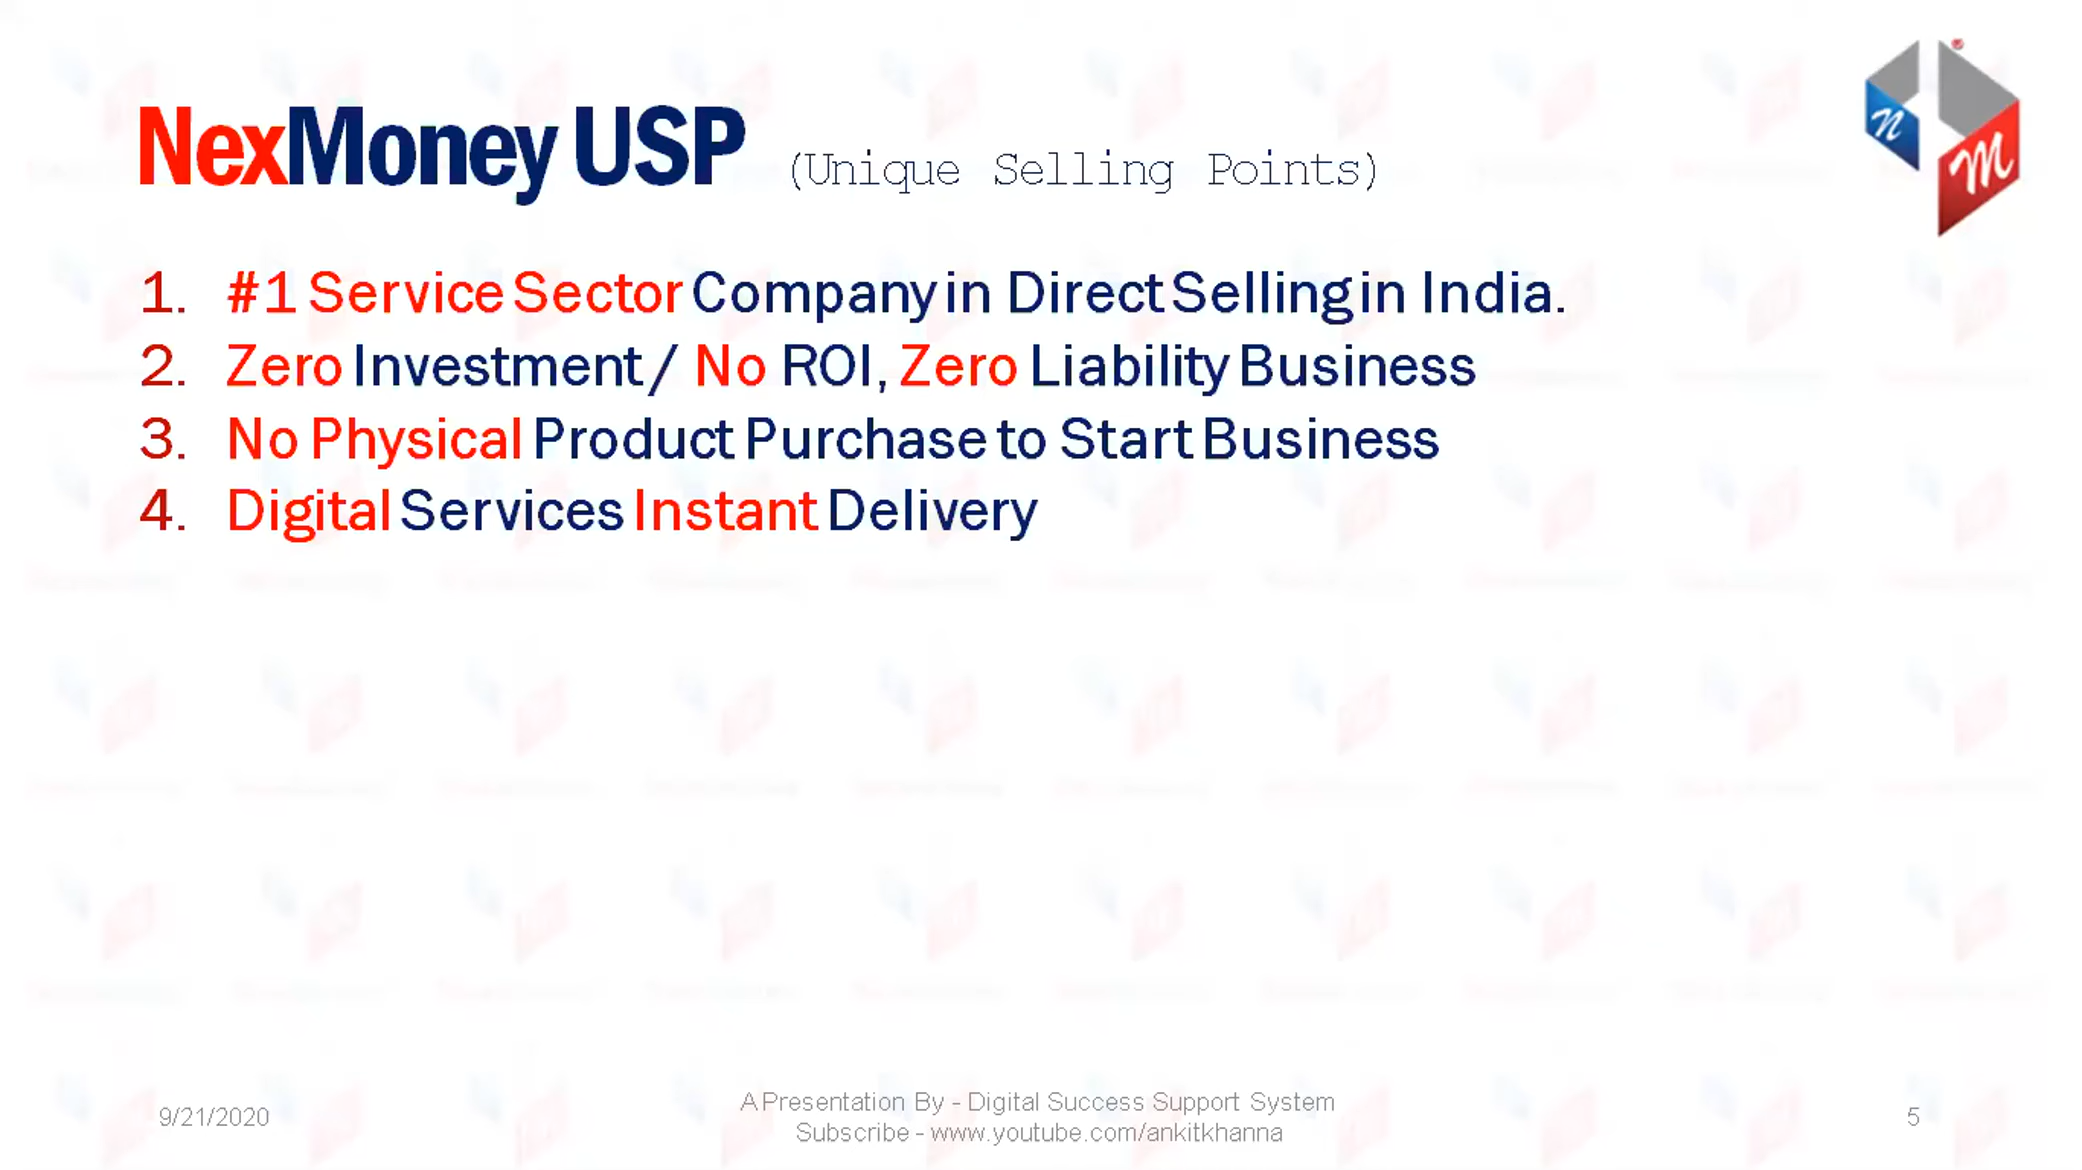 NexMoney USP (Unique Selling Points)
n
M
1. #1 Service Sector Company in Direct Selling in India.
2. Zero Investment / No ROI, Zero Liability Business
3. No Physical Product Purchase to Start Business
4. Digital Services Instant Delivery
9/21/2020
A Presentation By - Digital Success Support System
Subscribe - www.youtube.com/ankitkhanna
5